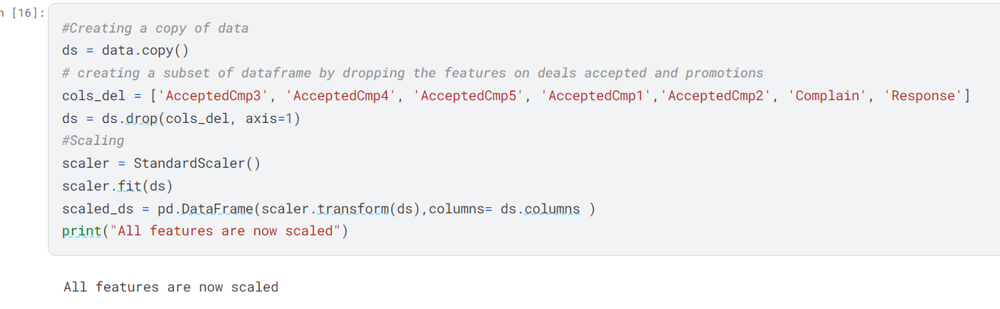 n [16]:
#Creating a copy of data
ds = data.copy()
# creating a subset of dataframe by dropping the features on deals accepted and promotions
cols_del = ['AcceptedCmp3', 'AcceptedCmp4', 'AcceptedCmp5', 'AcceptedCmp1','AcceptedCmp2', 'Complain', 'Response']
ds = ds.drop(cols_del, axis=1)
#Scaling
scaler = StandardScaler()
scaler.fit(ds)
scaled_ds = pd.DataFrame(scaler.transform(ds),columns= ds.columns )
print("All features are now scaled")
All features are now scaled